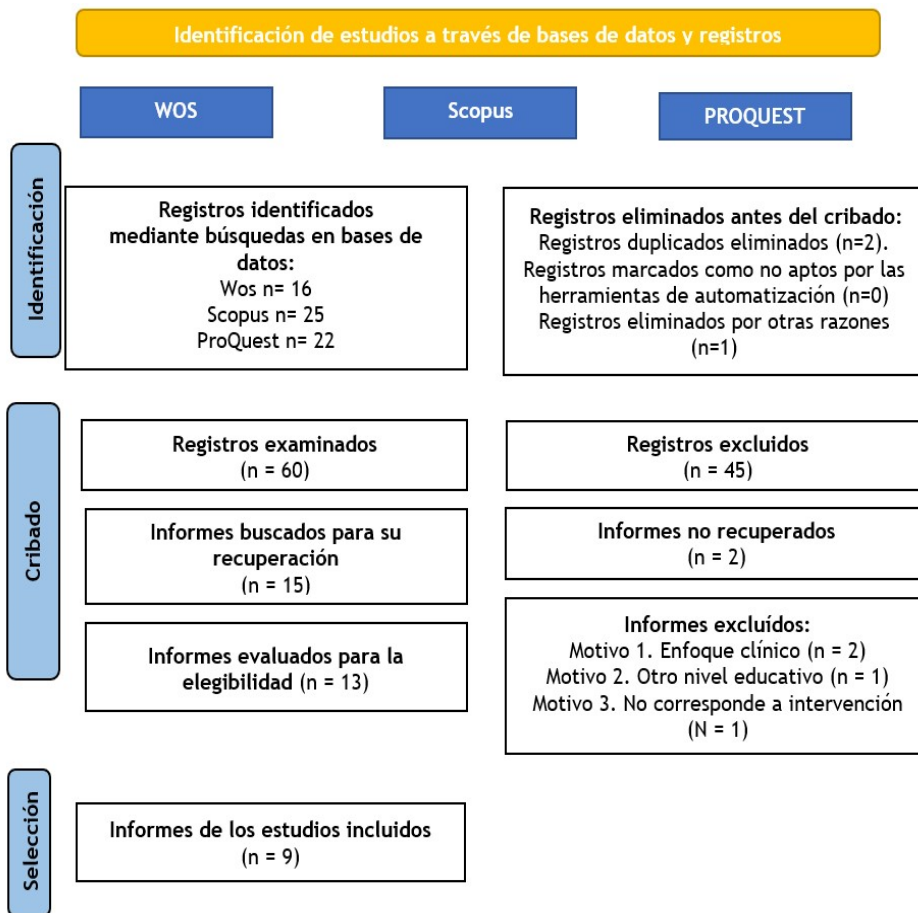 Identificación de estudios a través de bases de datos y registros
WOS
Scopus
PROQUEST
Identificación
Registros identificados
mediante búsquedas en bases de
datos:
Wos n= 16
Scopus n= 25
ProQuest n= 22
Registros eliminados antes del cribado:
Registros duplicados eliminados (n=2).
Registros marcados como no aptos por las
herramientas de automatización (n=0)
Registros eliminados por otras razones
(n=1)
Cribado
Registros examinados
(n = 60)
Registros excluidos
(n = 45)
Informes buscados para su
recuperación
(n = 15)
Informes no recuperados
(n = 2)
Informes evaluados para la
elegibilidad (n = 13)
Informes excluídos:
Motivo 1. Enfoque clínico (n = 2)
Motivo 2. Otro nivel educativo (n = 1)
Motivo 3. No corresponde a intervención
(N = 1)
Selección
Informes de los estudios incluidos
(n = 9)